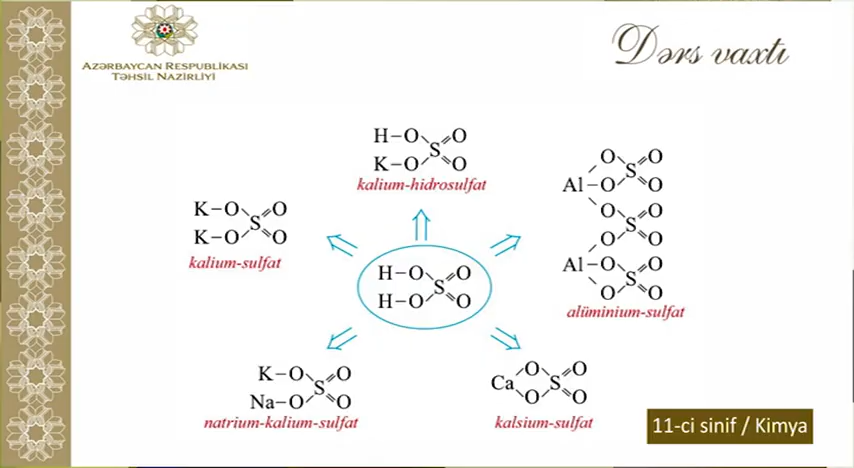 AZƏRBAYCAN RESPUBLİKASI
TƏHSİL NAZİRLİYİ
Dərs vaxtı
H–O O
S
K–O O
kalium-hidrosulfat
K–O O
S
K–O O
kalium-sulfat
O O
S
Al–O O
O O
S
O O
Al–O O
S
O O
alüminium-sulfat
H–O O
S
H–O O
K–O O
S
Na–O O
natrium-kalium-sulfat
O O
Ca S
O O
kalsium-sulfat
11-ci sinif / Kimya